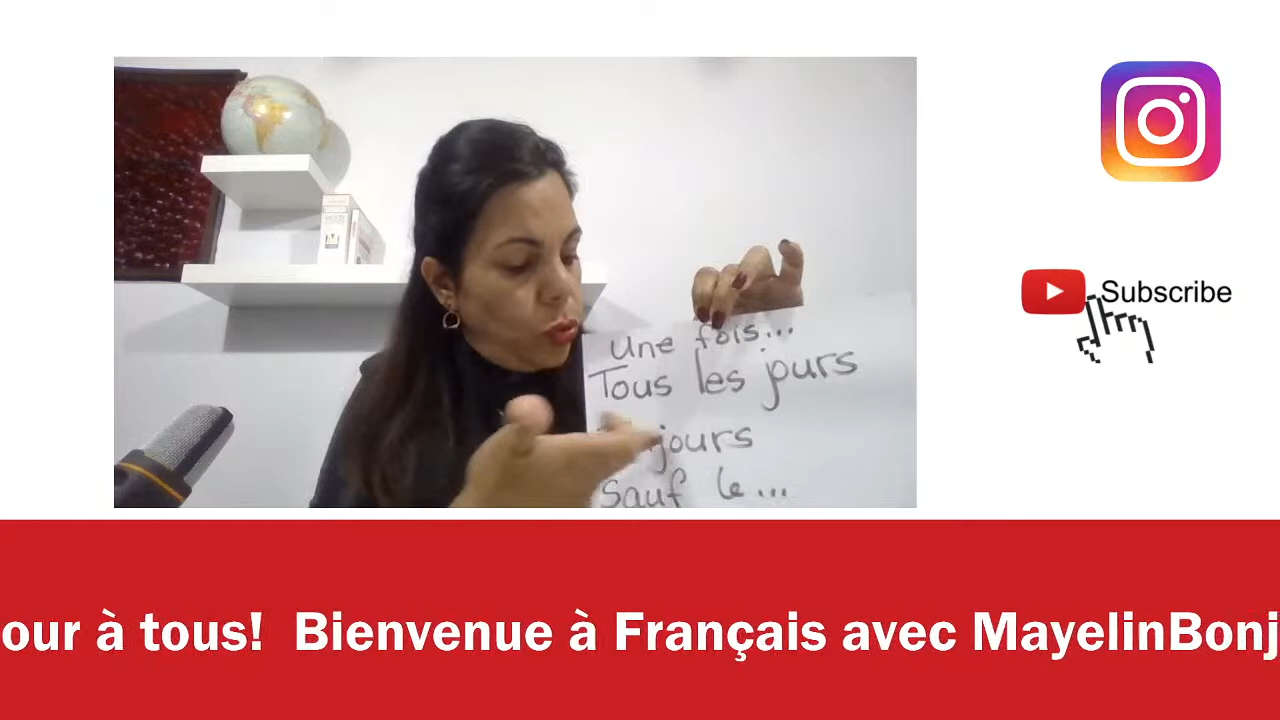 Une fois...
Tous les jours
jours
Sauf le...
Subscribe
our à tous!  Bienvenue à Français avec MayelinBonj